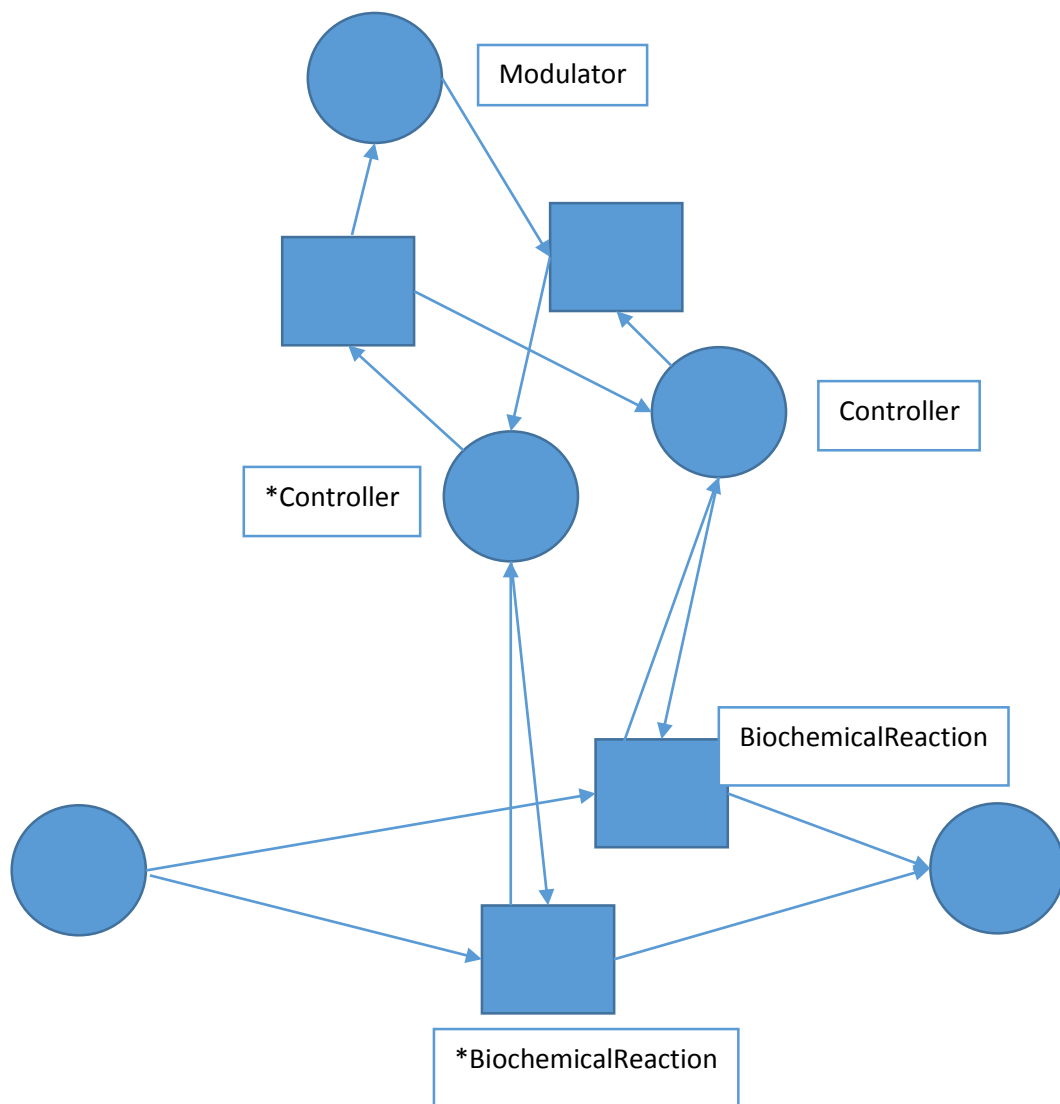 Modulator
Controller
*Controller
BiochemicalReaction
*BiochemicalReaction